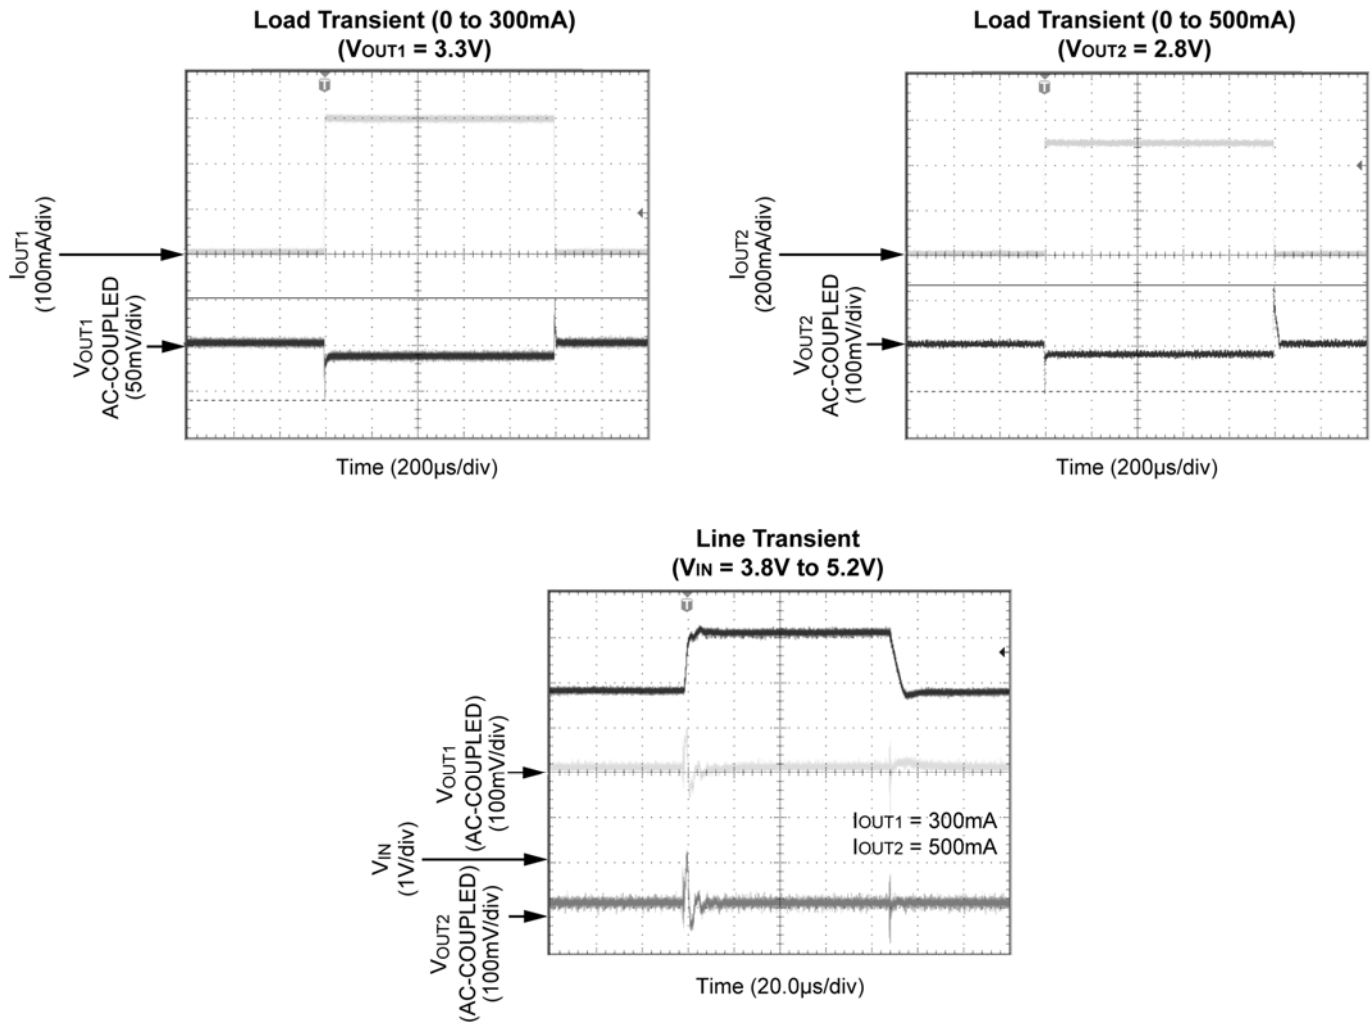 Load Transient (0 to 300mA)
(VOUT1 = 3.3V)
T
IOUT1
(100mA/div)
VOUT1
AC-COUPLED
(50mV/div)
Time (200µs/div)
Load Transient (0 to 500mA)
(VOUT2 = 2.8V)
T
IOUT2
(200mA/div)
VOUT2
AC-COUPLED
(100mV/div)
Time (200µs/div)
Line Transient
(VIN = 3.8V to 5.2V)
T
VOUT1
(AC-COUPLED)
(100mV/div)
VIN
(1V/div)
VOUT2
(AC-COUPLED)
(100mV/div)
IOUT1 = 300mA
IOUT2 = 500mA
Time (20.0µs/div)